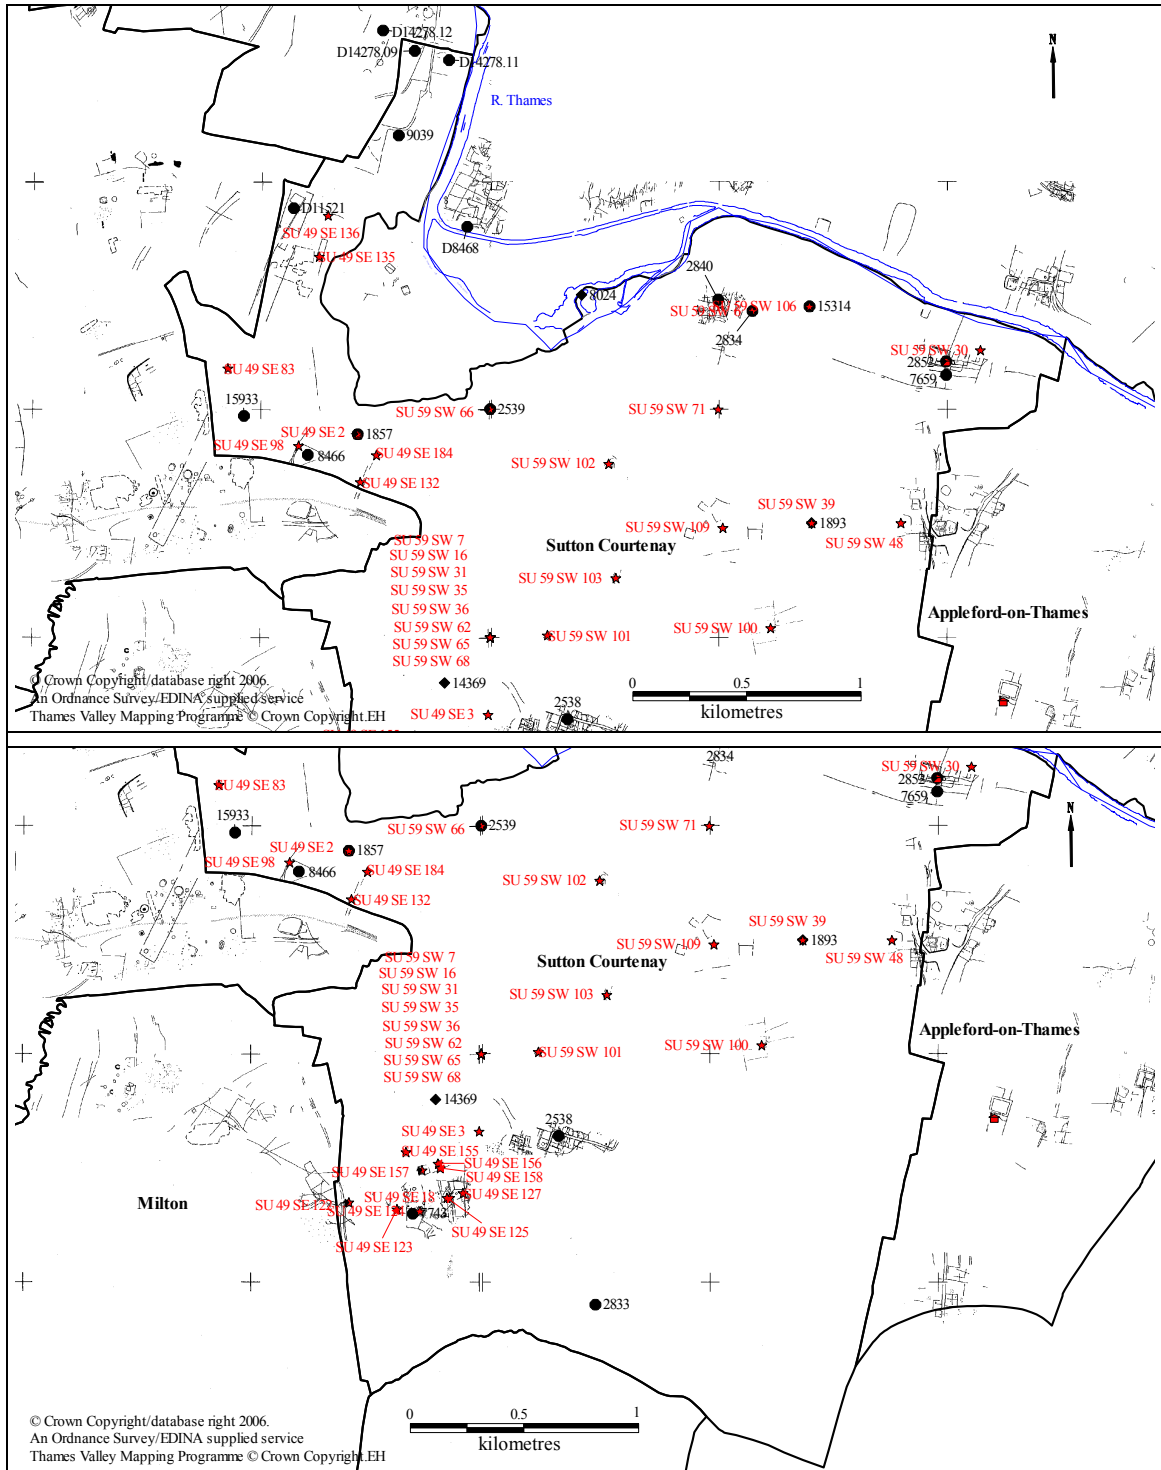 D14278.12
D14278.09
D14278.11
N
R. Thames
9039
D11521
SU 49 SE 136
D8468
SU 49 SE 135
2840
8024
SU 59 SW 106
15314
2834
SU 59 SW 30
2852
7659
SU 49 SE 83
15933
SU 59 SW 66
2539
SU 59 SW 71
SU 49 SE 2
1857
SU 49 SE 98
8466
SU 49 SE 184
SU 59 SW 102
SU 49 SE 132
SU 59 SW 39
1893
SU 59 SW 109
SU 59 SW 48
SU 59 SW 7
Sutton Courtenay
SU 59 SW 16
SU 59 SW 31
SU 59 SW 103
SU 59 SW 35
SU 59 SW 36
Appleford-on-Thames
SU 59 SW 62
SU 59 SW 100
SU 59 SW 65
SU 59 SW 101
SU 59 SW 68
© Crown Copyright/database right 2006.
14369
An Ordnance Survey/EDINA supplied service
0 0.5 1
2538
kilometres
Thames Valley Mapping Programme © Crown Copyright.EH
SU 49 SE 3
2834
SU 59 SW 30
2852
7659
SU 49 SE 83
N
15933
SU 59 SW 66
2539
SU 59 SW 71
SU 49 SE 2
1857
SU 49 SE 98
8466
SU 49 SE 184
SU 59 SW 102
SU 49 SE 132
SU 59 SW 39
1893
SU 59 SW 109
SU 59 SW 48
SU 59 SW 7
Sutton Courtenay
SU 59 SW 16
SU 59 SW 31
SU 59 SW 103
SU 59 SW 35
SU 59 SW 36
Appleford-on-Thames
SU 59 SW 62
SU 59 SW 100
SU 59 SW 65
SU 59 SW 101
SU 59 SW 68
14369
2538
SU 49 SE 3
SU 49 SE 155
SU 49 SE 156
SU 49 SE 157
SU 49 SE 158
SU 49 SE 127
Milton
SU 49 SE
7743
SU 49 SE 125
SU 49 SE 123
2833
© Crown Copyright/database right 2006.
An Ordnance Survey/EDINA supplied service
0 0.5 1
kilometres
Thames Valley Mapping Programme © Crown Copyright.EH